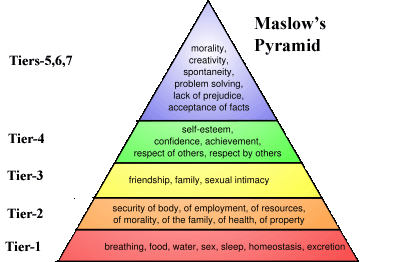 Maslow's
Pyramid
Tiers-5,6,7
morality,
creativity,
spontaneity,
problem solving,
lack of prejudice,
acceptance of facts
Tier-4
self-esteem,
confidence, achievement,
respect of others, respect by others
Tier-3
friendship, family, sexual intimacy
Tier-2
security of body, of employment, of resources,
of morality, of the family, of health, of property
Tier-1
breathing, food, water, sex, sleep, homeostasis, excretion